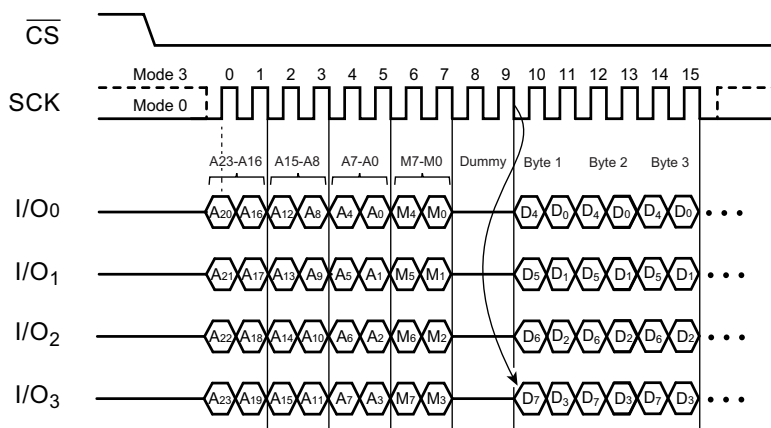 CS
Mode 3 0 1 2 3 4 5 6 7 8 9 10 11 12 13 14 15
SCK Mode 0
A23-A16 A15-A8 A7-A0 M7-M0 Dummy Byte 1 Byte 2 Byte 3
I/O0 A20 A16 A12 A8 A4 A0 M4 M0 D4 D0 D4 D0 D4 D0 • • •
I/O1 A21 A17 A13 A9 A5 A1 M5 M1 D5 D1 D5 D1 D5 D1 • • •
I/O2 A22 A18 A14 A10 A6 A2 M6 M2 D6 D2 D6 D2 D6 D2 • • •
I/O3 A23 A19 A15 A11 A7 A3 M7 M3 D7 D3 D7 D3 D7 D3 • • •